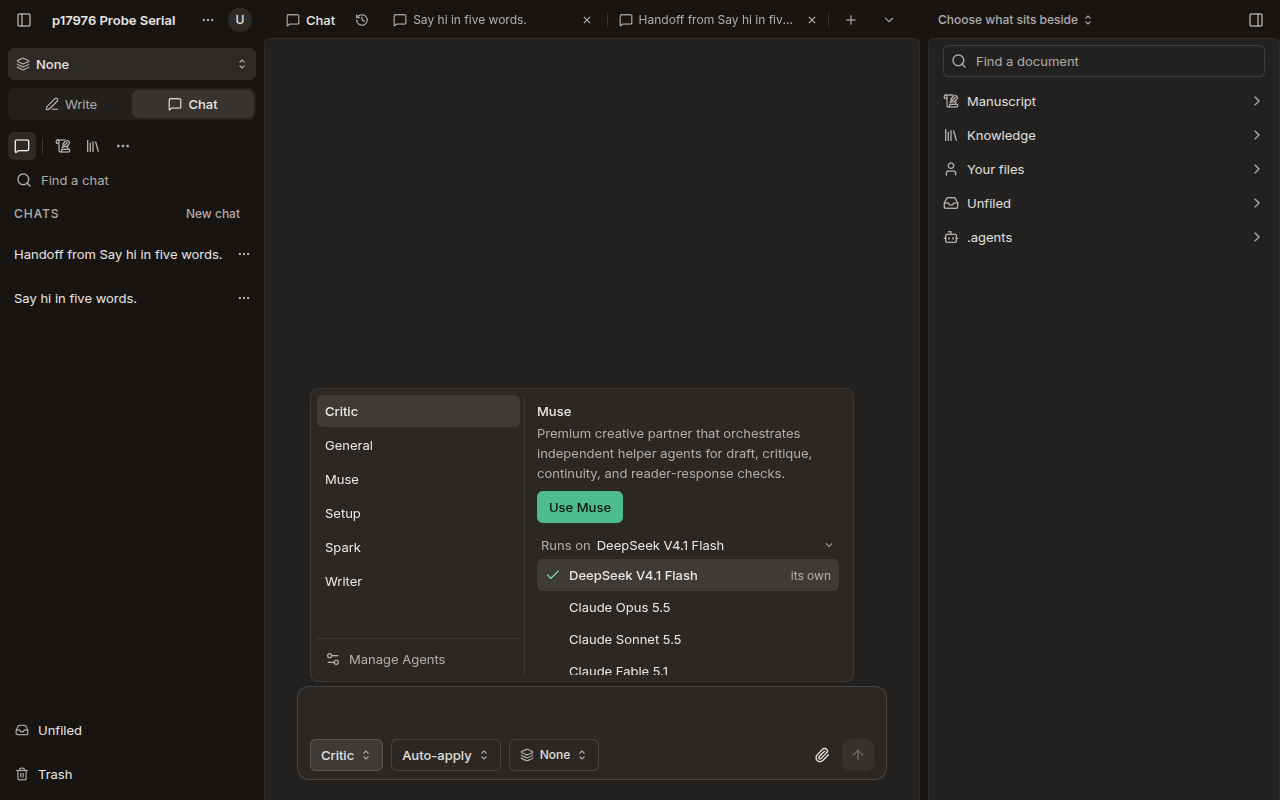 p17976 Probe Serial
U
None
Write
Chat
Find a chat
CHATS
New chat
Handoff from Say hi in five words.
Say hi in five words.
Unfiled
Trash
Chat
Say hi in five words.
Handoff from Say hi in fiv...
Critic
General
Muse
Setup
Spark
Writer
Manage Agents
Muse
Premium creative partner that orchestrates
independent helper agents for draft, critique,
continuity, and reader-response checks.
Use Muse
Runs on DeepSeek V4.1 Flash
DeepSeek V4.1 Flash
its own
Claude Opus 5.5
Claude Sonnet 5.5
Claude Fable 5.1
Critic
Auto-apply
None
Choose what sits beside
Find a document
Manuscript
Knowledge
Your files
Unfiled
.agents